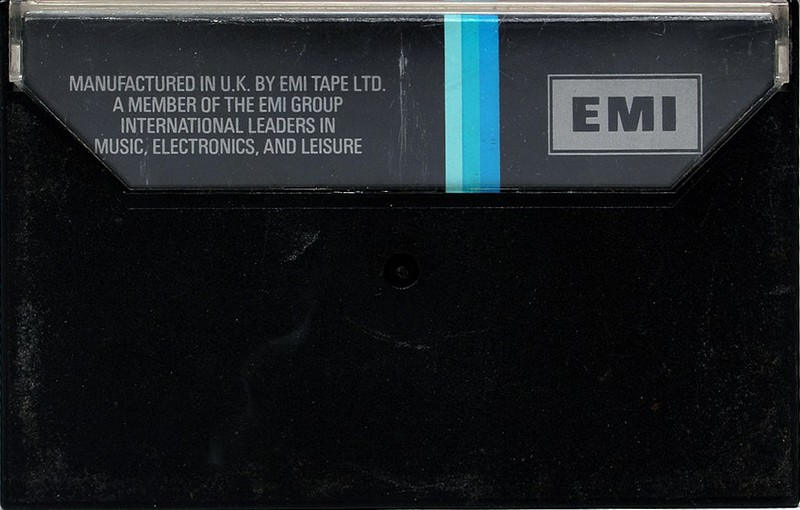 MANUFACTURED IN U.K. BY EMI TAPE LTD.
A MEMBER OF THE EMI GROUP
INTERNATIONAL LEADERS IN
MUSIC, ELECTRONICS, AND LEISURE
EMI